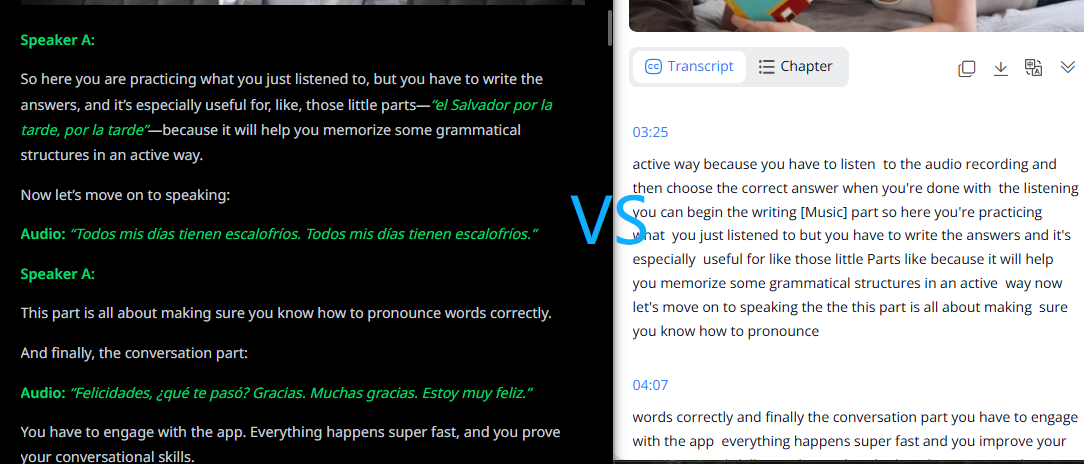 Speaker A:
So here you are practicing what you just listened to, but you have to write the
answers, and it’s especially useful for, like, those little parts—“el Salvador por la
tarde, por la tarde”—because it will help you memorize some grammatical
structures in an active way.
Now let’s move on to speaking:
Audio: “Todos mis días tienen escalofríos. Todos mis días tienen escalofríos.”
Speaker A:
This part is all about making sure you know how to pronounce words correctly.
And finally, the conversation part:
Audio: “Felicidades, ¿qué te pasó? Gracias. Muchas gracias. Estoy muy feliz.”
You have to engage with the app. Everything happens super fast, and you prove
your conversational skills.
VS
Transcript
Chapter
03:25
active way because you have to listen to the audio recording and
then choose the correct answer when you're done with the listening
you can begin the writing [Music] part so here you're practicing
what you just listened to but you have to write the answers and it's
especially useful for like those little Parts like because it will help
you memorize some grammatical structures in an active way now
let's move on to speaking the the this part is all about making sure
you know how to pronounce
04:07
words correctly and finally the conversation part you have to engage
with the app everything happens super fast and you improve your